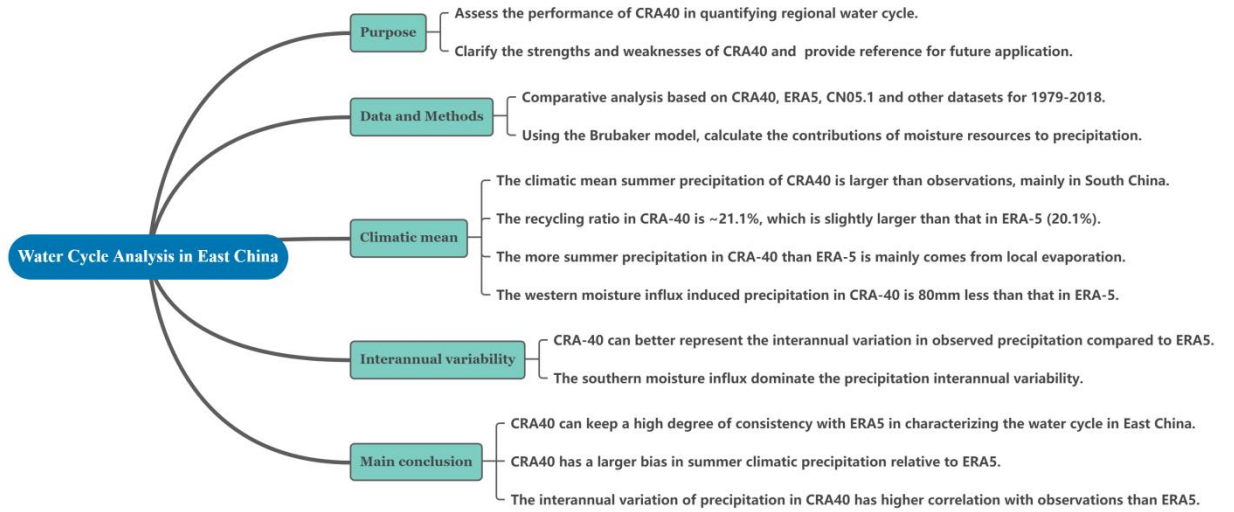 Water Cycle Analysis in East China
Purpose
Assess the performance of CRA40 in quantifying regional water cycle.
Clarify the strengths and weaknesses of CRA40 and provide reference for future application.
Data and Methods
Comparative analysis based on CRA40, ERA5, CN05.1 and other datasets for 1979-2018.
Using the Brubaker model, calculate the contributions of moisture resources to precipitation.
Climatic mean
The climatic mean summer precipitation of CRA40 is larger than observations, mainly in South China.
The recycling ratio in CRA-40 is ~21.1%, which is slightly larger than that in ERA-5 (20.1%).
The more summer precipitation in CRA-40 than ERA-5 is mainly comes from local evaporation.
The western moisture influx induced precipitation in CRA-40 is 80mm less than that in ERA-5.
Interannual variability
CRA-40 can better represent the interannual variation in observed precipitation compared to ERA5.
The southern moisture influx dominate the precipitation interannual variability.
Main conclusion
CRA40 can keep a high degree of consistency with ERA5 in characterizing the water cycle in East China.
CRA40 has a larger bias in summer climatic precipitation relative to ERA5.
The interannual variation of precipitation in CRA40 has higher correlation with observations than ERA5.